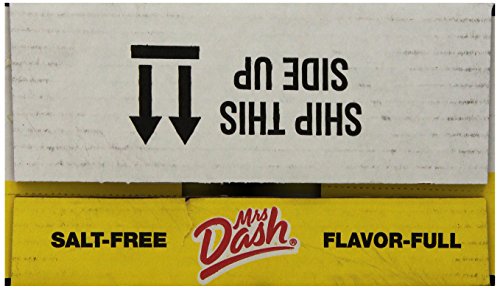 SHIP THIS
SIDE UP
SALT-FREE
Mrs
Dash®
FLAVOR-FULL